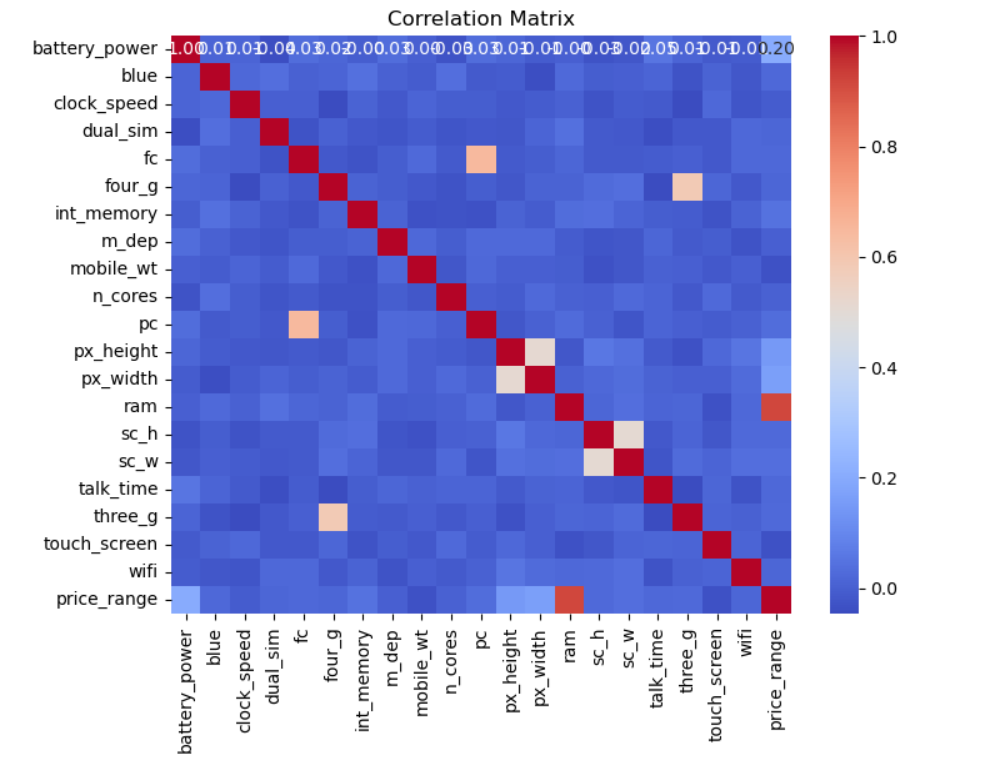 Correlation Matrix
battery_power
blue
clock_speed
dual_sim
fc
four_g
int_memory
m_dep
mobile_wt
n_cores
pc
px_height
px_width
ram
sc_h
sc_w
talk_time
three_g
touch_screen
wifi
price_range
1.00 0.20
battery_power
blue
clock_speed
dual_sim
fc
four_g
int_memory
m_dep
mobile_wt
n_cores
pc
px_height
px_width
ram
sc_h
sc_w
talk_time
three_g
touch_screen
wifi
price_range
1.0
0.8
0.6
0.4
0.2
0.0